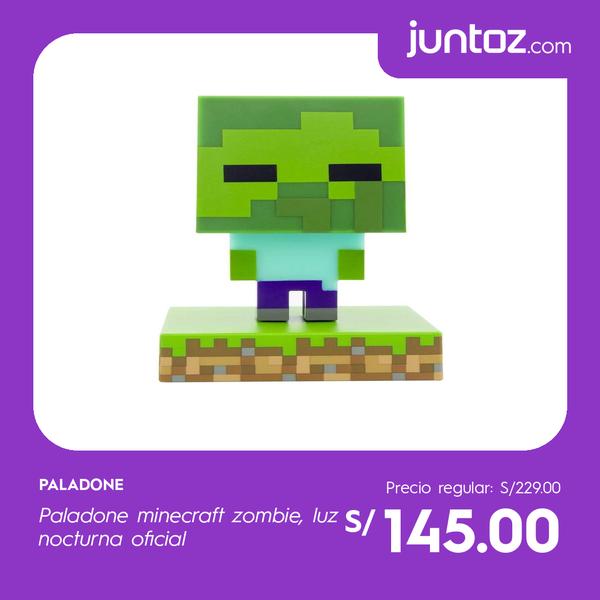 juntoz.com
PALADONE
Paladone minecraft zombie, luz
nocturna oficial
Precio regular: S/229.00
S/145.00